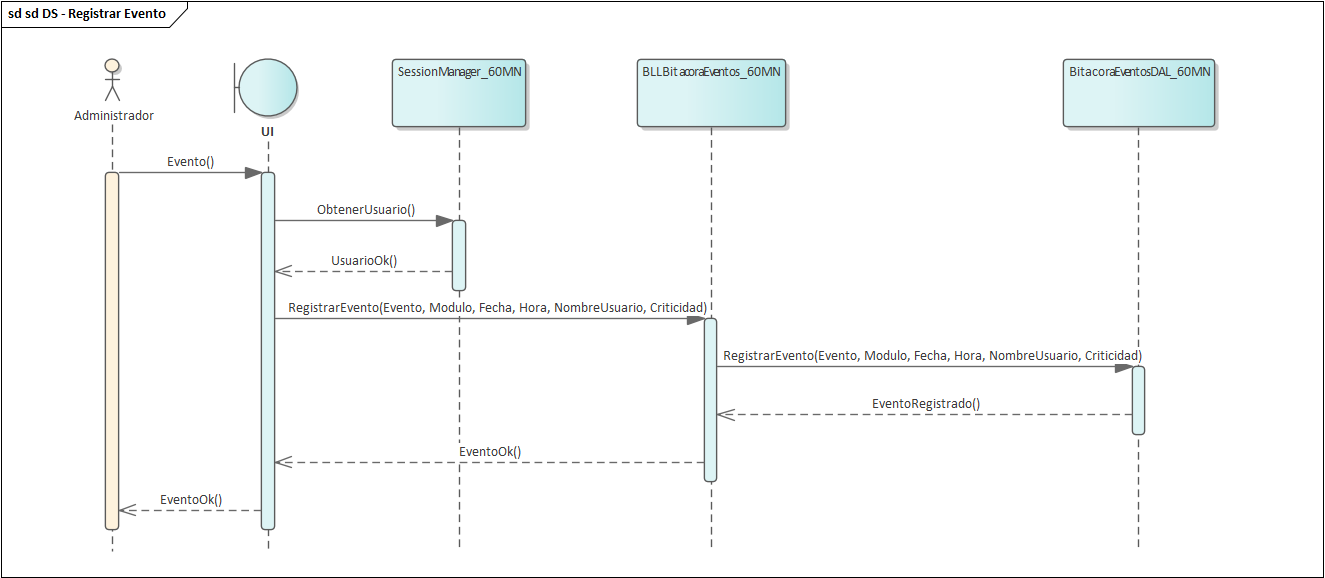 sd sd DS - Registrar Evento
Administrador
UI
SessionManager_60MN
BLLBitacoraEventos_60MN
BitacoraEventosDAL_60MN
Evento()
ObtenerUsuario()
UsuarioOk()
RegistrarEvento(Evento, Modulo, Fecha, Hora, NombreUsuario, Criticidad)
RegistrarEvento(Evento, Modulo, Fecha, Hora, NombreUsuario, Criticidad)
EventoRegistrado()
EventoOk()
EventoOk()